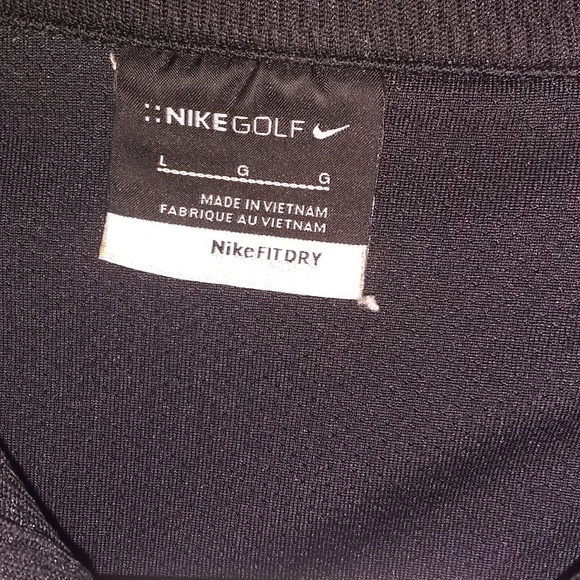 NIKEGOLF
L G G
MADE IN VIETNAM
FABRIQUE AU VIETNAM
NikeFITDRY